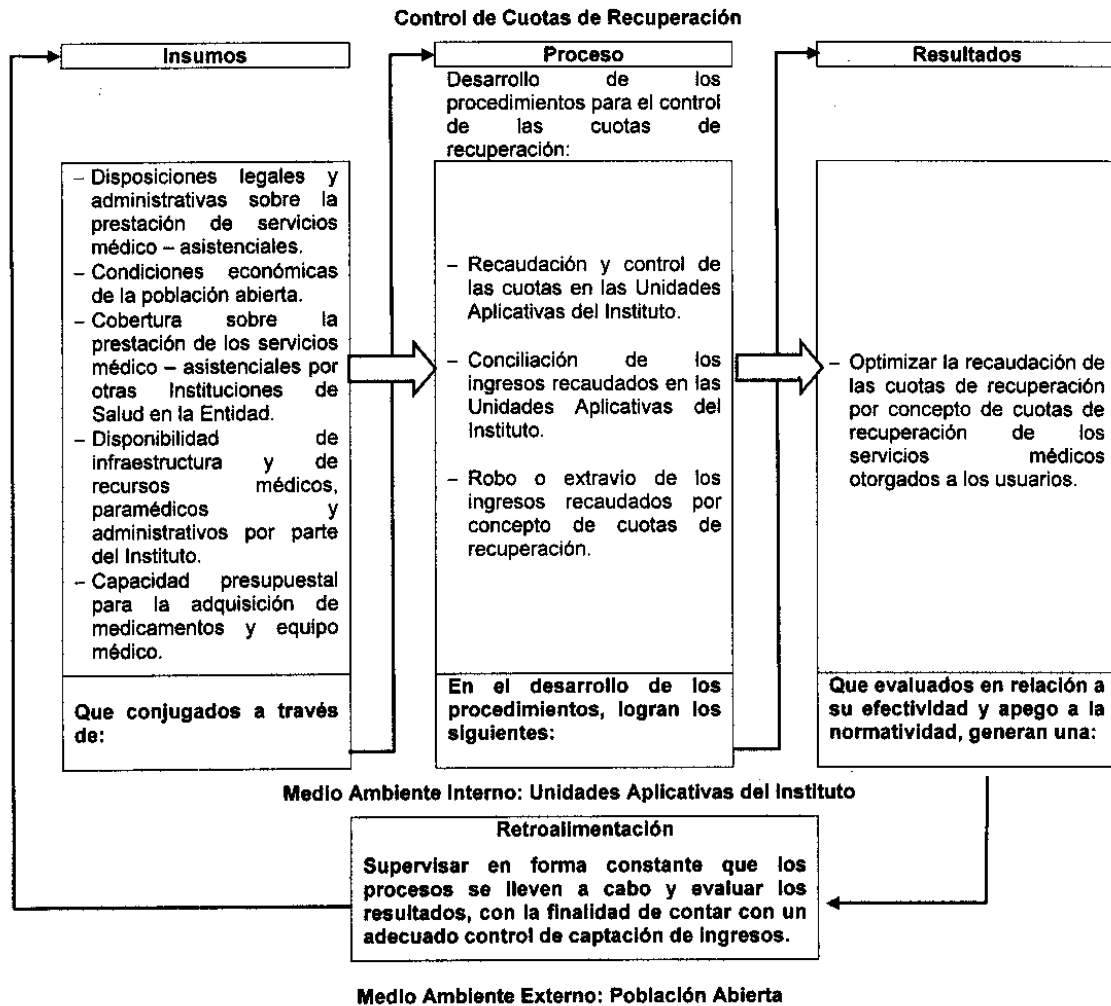 Control de Cuotas de Recuperación
Insumos
– Disposiciones legales y
administrativas sobre la
prestación de servicios
médico – asistenciales.
– Condiciones económicas
de la población abierta.
– Cobertura sobre la
prestación de los servicios
médico – asistenciales por
otras Instituciones de
Salud en la Entidad.
– Disponibilidad de
infraestructura y de
recursos médicos,
paramédicos y
administrativos por parte
del Instituto.
– Capacidad presupuestal
para la adquisición de
medicamentos y equipo
médico.
Que conjugados a través
de:
Proceso
Desarrollo de los
procedimientos para el control
de las cuotas de
recuperación:
– Recaudación y control de
las cuotas en las Unidades
Aplicativas del Instituto.
– Conciliación de los
ingresos recaudados en las
Unidades Aplicativas del
Instituto.
– Robo o extravio de los
ingresos recaudados por
concepto de cuotas de
recuperación.
En el desarrollo de los
procedimientos, logran los
siguientes:
Resultados
– Optimizar la recaudación de
las cuotas de recuperación
por concepto de cuotas de
recuperación de los
servicios médicos
otorgados a los usuarios.
Que evaluados en relación a
su efectividad y apego a la
normatividad, generan una:
Medio Ambiente Interno: Unidades Aplicativas del Instituto
Retroalimentación
Supervisar en forma constante que los
procesos se lleven a cabo y evaluar los
resultados, con la finalidad de contar con un
adecuado control de captación de ingresos.
Medio Ambiente Externo: Población Abierta